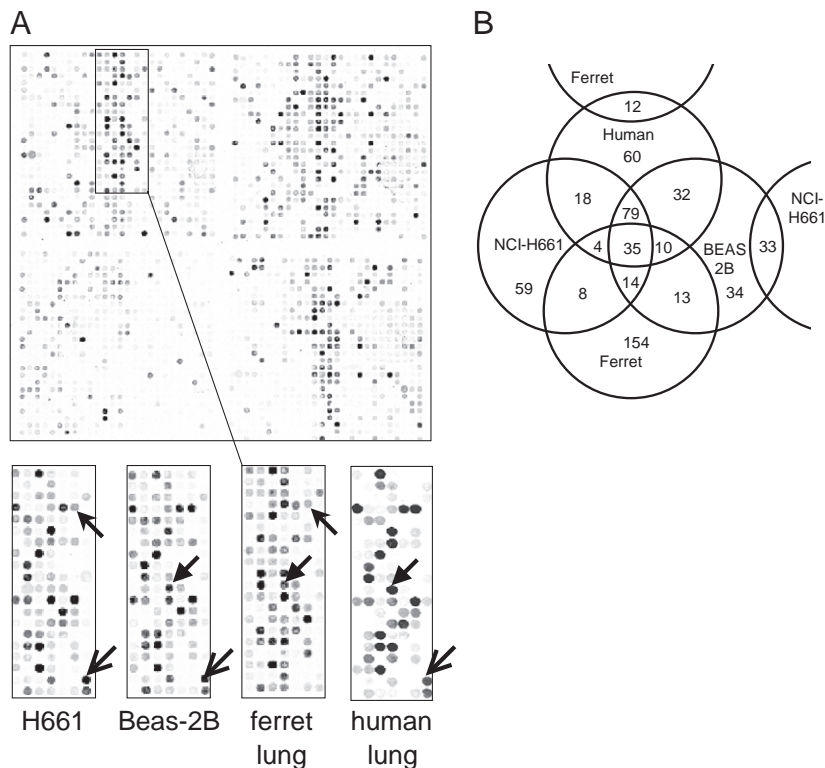 A
B
Ferret
12
Human
60
18
32
79
NCI-H661
4
35
10
BEAS
2B
33
NCI-
H661
59
8
14
13
34
154
Ferret
H661
Beas-2B
ferret
lung
human
lung